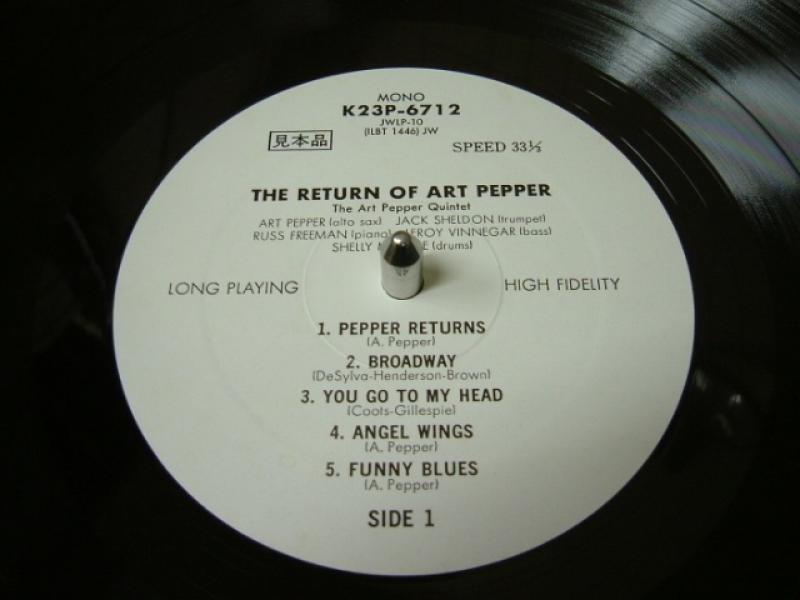 MONO
K23P-6712
JWLP-10
(ILBT 1446) JW
見本品
SPEED 33⅓
THE RETURN OF ART PEPPER
The Art Pepper Quintet
ART PEPPER (alto sax) JACK SHELDON (trumpet)
RUSS FREEMAN (piano) VINNEGAR (bass)
SHELLY (drums)
LONG PLAYING
HIGH FIDELITY
1. PEPPER RETURNS
(A. Pepper)
2. BROADWAY
(DeSylva-Henderson-Brown)
3. YOU GO TO MY HEAD
(Coots-Gillespie)
4. ANGEL WINGS
(A. Pepper)
5. FUNNY BLUES
(A. Pepper)
SIDE 1